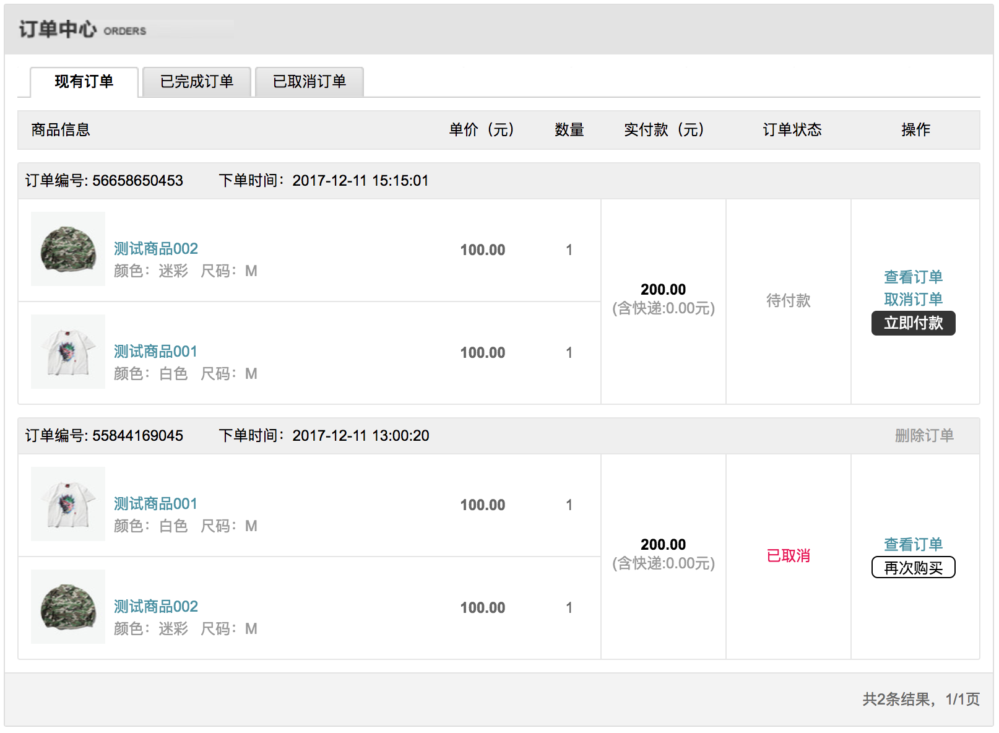 订单中心 ORDERS
现有订单 已完成订单 已取消订单
商品信息 单价（元） 数量 实付款（元） 订单状态 操作
订单编号: 56658650453 下单时间：2017-12-11 15:15:01
测试商品002 100.00 1
颜色：迷彩 尺码：M
200.00
(含快递:0.00元)
待付款
查看订单
取消订单
立即付款
测试商品001 100.00 1
颜色：白色 尺码：M
订单编号: 55844169045 下单时间：2017-12-11 13:00:20 删除订单
测试商品001 100.00 1
颜色：白色 尺码：M
200.00
(含快递:0.00元)
已取消
查看订单
再次购买
测试商品002 100.00 1
颜色：迷彩 尺码：M
共2条结果，1/1页